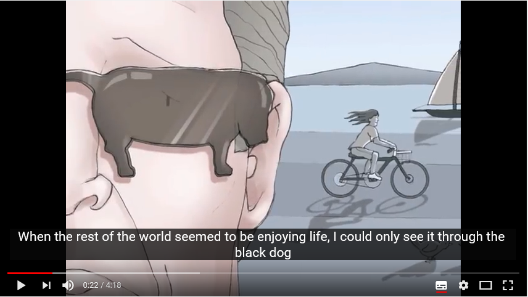 When the rest of the world seemed to be enjoying life, I could only see it through the
black dog
0:22 / 4:18